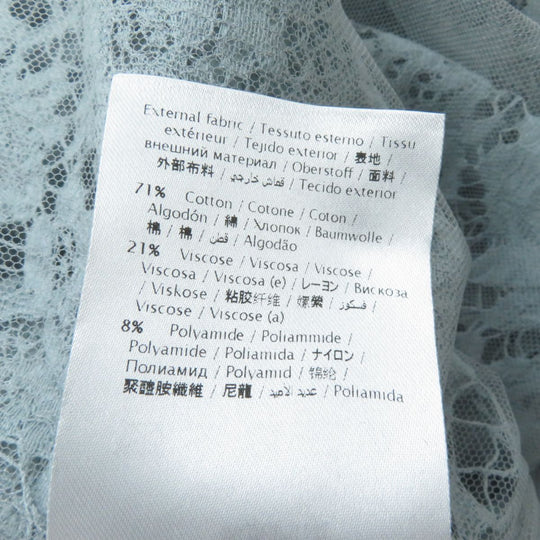 External fabric / Tessuto esterno / Tissu
extérieur / Tejido exterior / 表地 /
внешний материал / Oberstoff / 面料 /
外部布料 / قماش خارجي / Tecido exterior
71% Cotton / Cotone / Coton /
Algodón / 綿 / Хлопок / Baumwolle /
棉 / 棉 / قطن / Algodão
21% Viscose / Viscosa / Viscose /
Viscosa / Viscosa (e) / レーヨン / Вискоза
/ Viskose / 粘胶纤维 / 嫘縈 / فسكوز /
Viscose / Viscose (a)
8% Polyamide / Poliammide /
Polyamide / Poliamida / ナイロン /
Полиамид / Polyamid / 锦纶 /
聚醯胺纖維 / 尼龍 / عديد الأميد / Poliamida